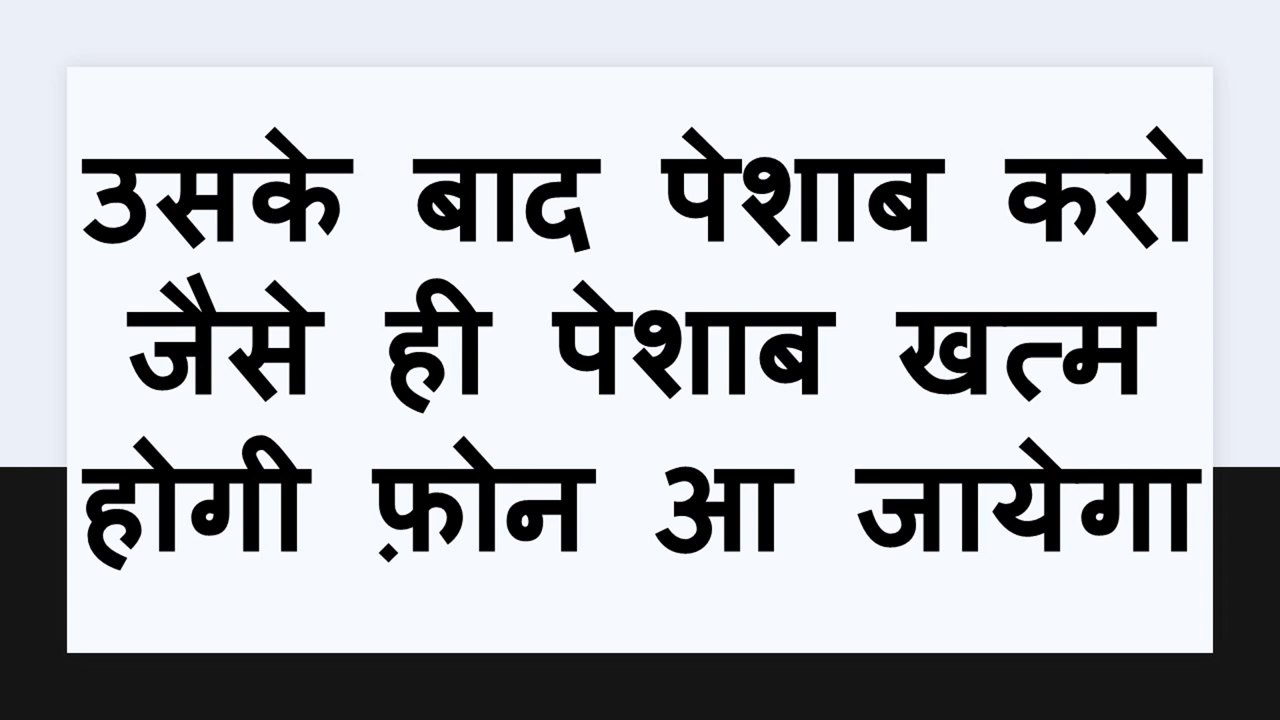 उसके बाद पेशाब करो
जैसे ही पेशाब खत्म
होगी फ़ोन आ जायेगा